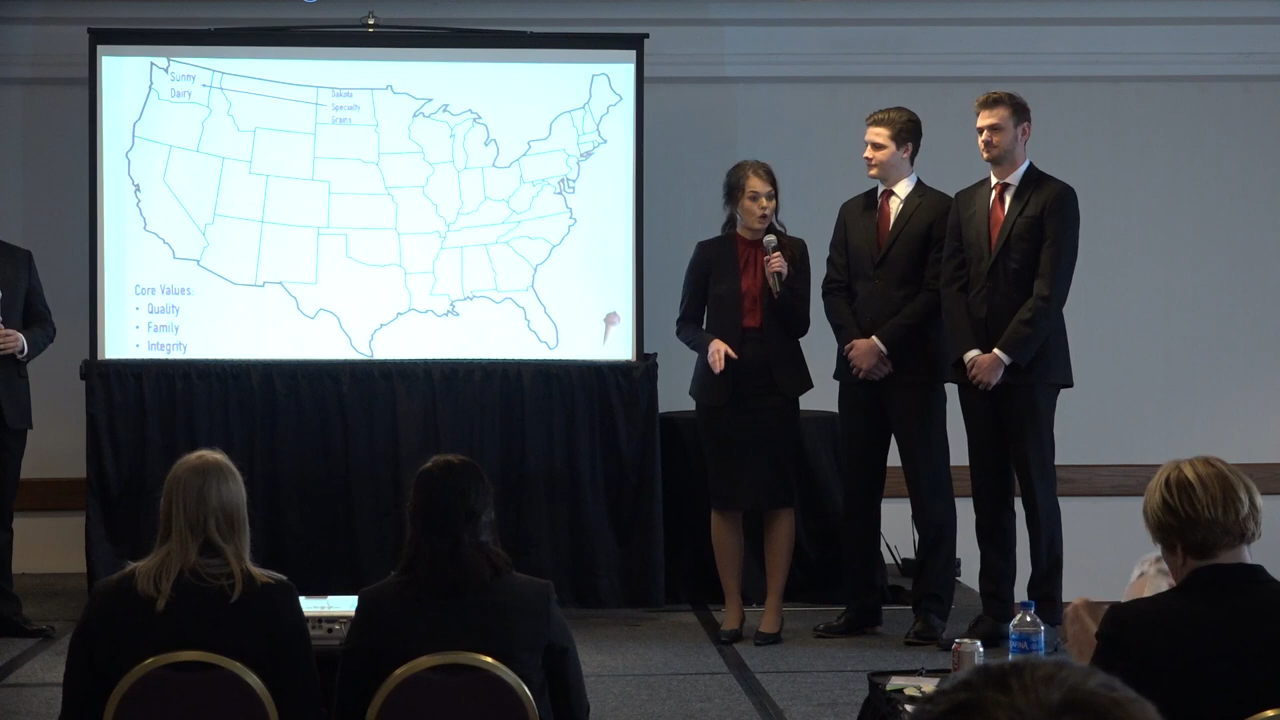 Sunny
Dairy
Dakota
Specialty
Grains
Core Values:
• Quality
• Family
• Integrity